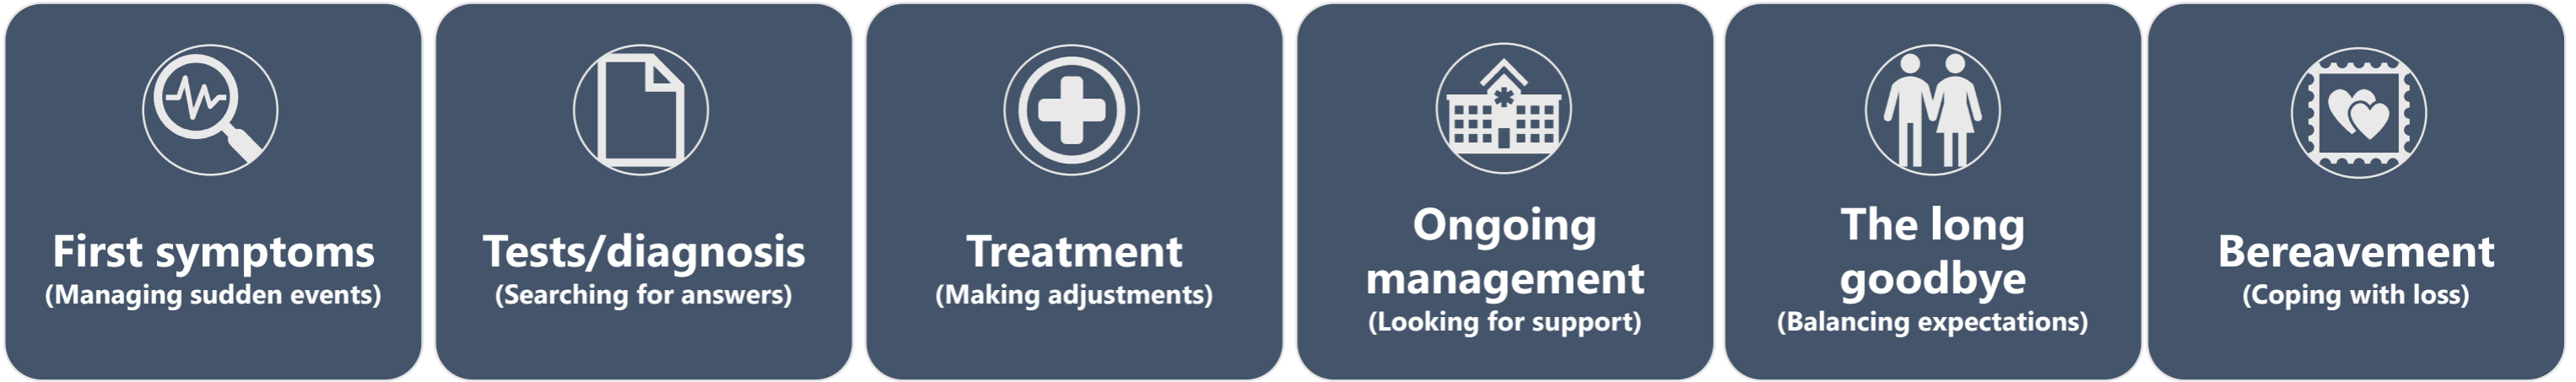 First symptoms
(Managing sudden events)
Tests/diagnosis
(Searching for answers)
Treatment
(Making adjustments)
Ongoing
management
(Looking for support)
The long
goodbye
(Balancing expectations)
Bereavement
(Coping with loss)